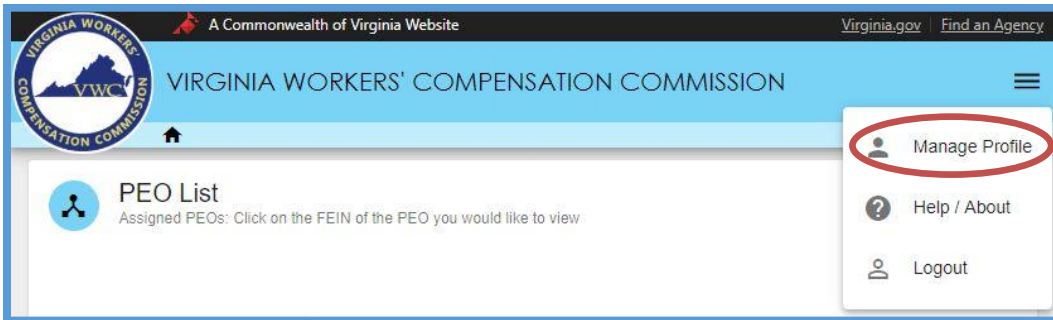 A Commonwealth of Virginia Website
Virginia.gov Find an Agency
VIRGINIA WORKERS' COMPENSATION COMMISSION
VWC
VIRGINIA WORKERS' COMPENSATION COMMISSION
Manage Profile
PEO List
Assigned PEOs: Click on the FEIN of the PEO you would like to view
Help / About
Logout